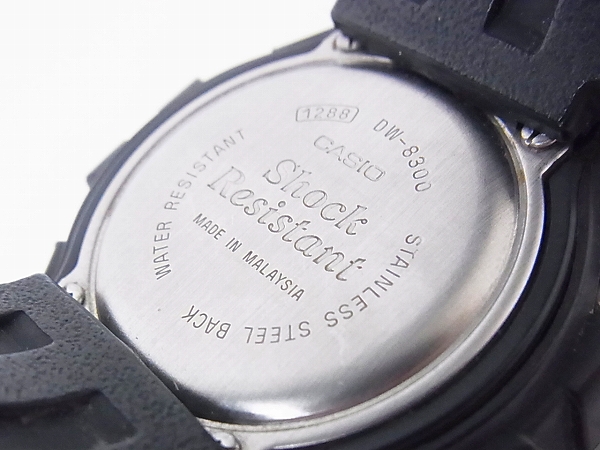 1288 DW-8300
CASIO
Shock
Resistant
MADE IN MALAYSIA
WATER RESISTANT
STAINLESS STEEL BACK